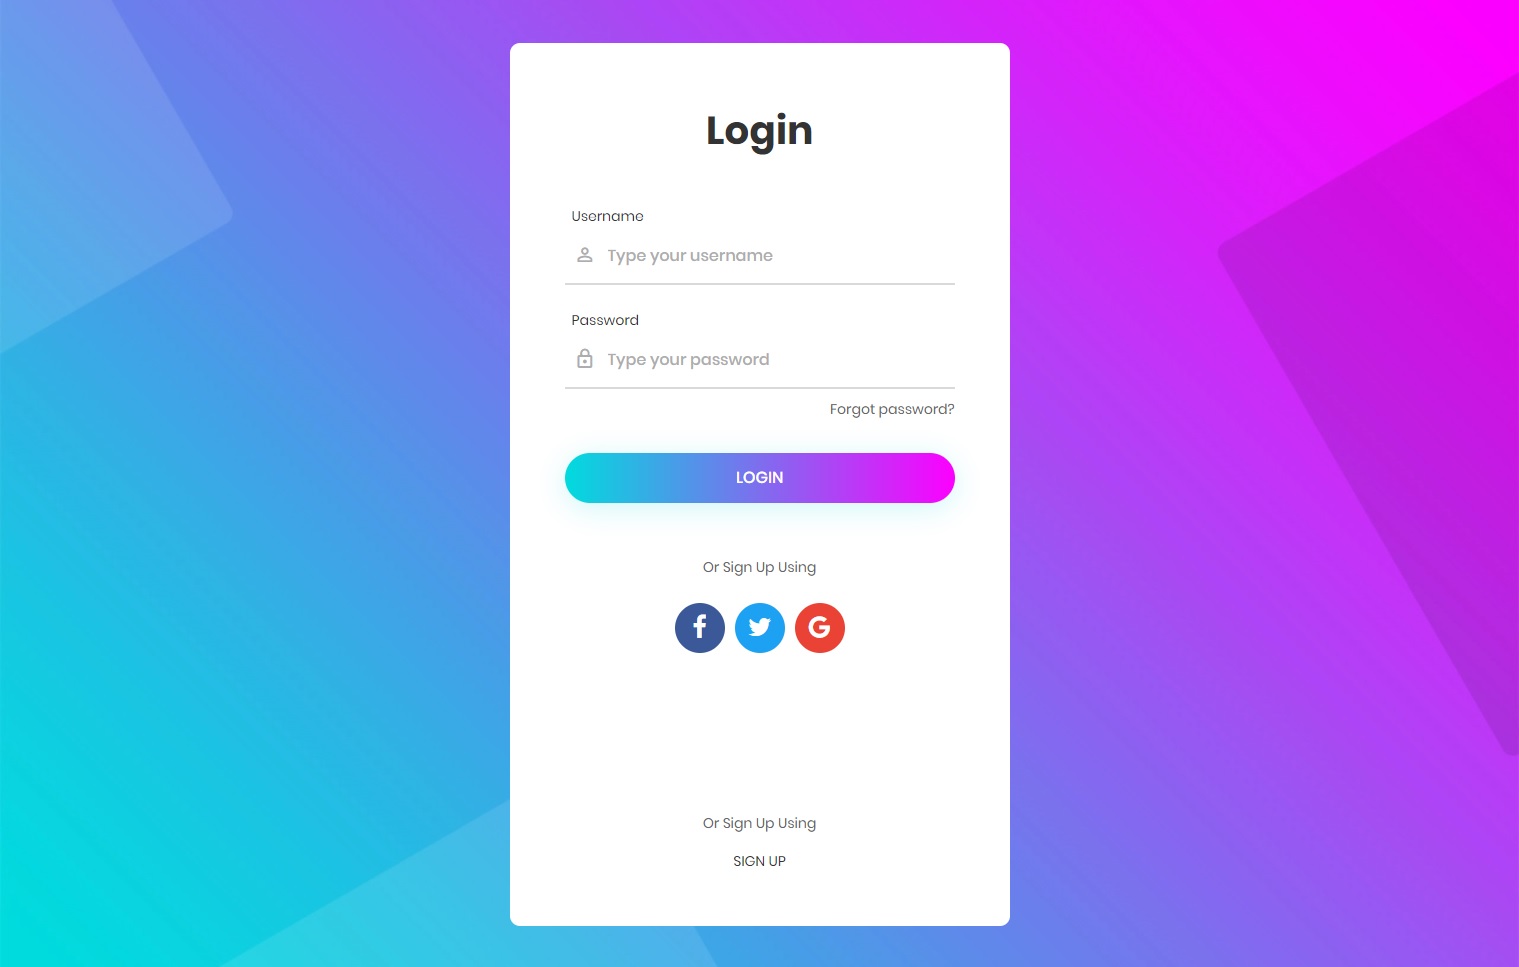 Login
Username
Type your username
Password
Type your password
Forgot password?
LOGIN
Or Sign Up Using
Or Sign Up Using
SIGN UP